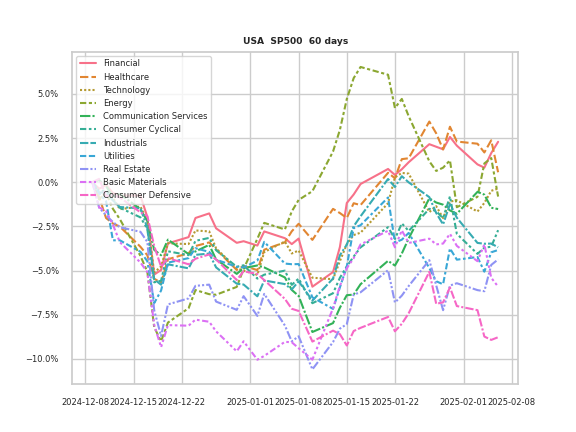 USA SP500 60 days
Financial
Healthcare
Technology
Energy
Communication Services
Consumer Cyclical
Industrials
Utilities
Real Estate
Basic Materials
Consumer Defensive
5.0%
2.5%
0.0%
−2.5%
−5.0%
−7.5%
−10.0%
2024-12-08 2024-12-15 2024-12-22 2025-01-01 2025-01-08 2025-01-15 2025-01-22 2025-02-01 2025-02-08